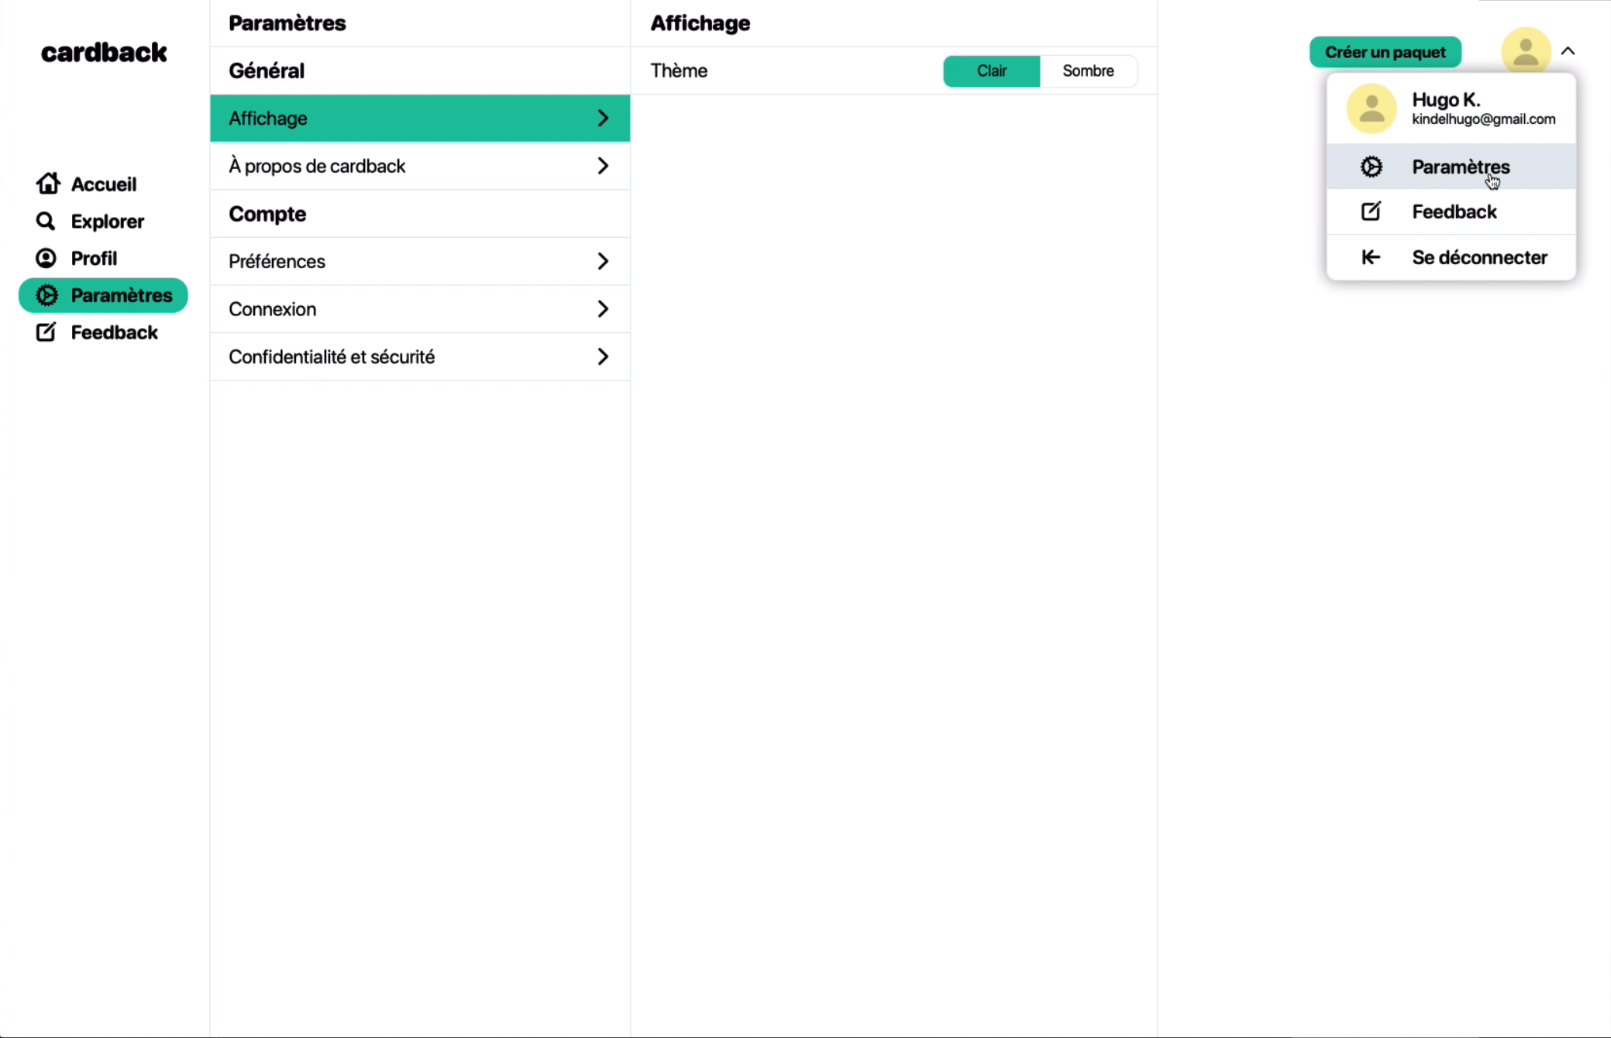 cardback
Accueil
Explorer
Profil
Paramètres
Feedback
Paramètres
Général
Affichage
À propos de cardback
Compte
Préférences
Connexion
Confidentialité et sécurité
Affichage
Thème
Clair
Sombre
Créer un paquet
Hugo K.
kindelhugo@gmail.com
Paramètres
Feedback
Se déconnecter